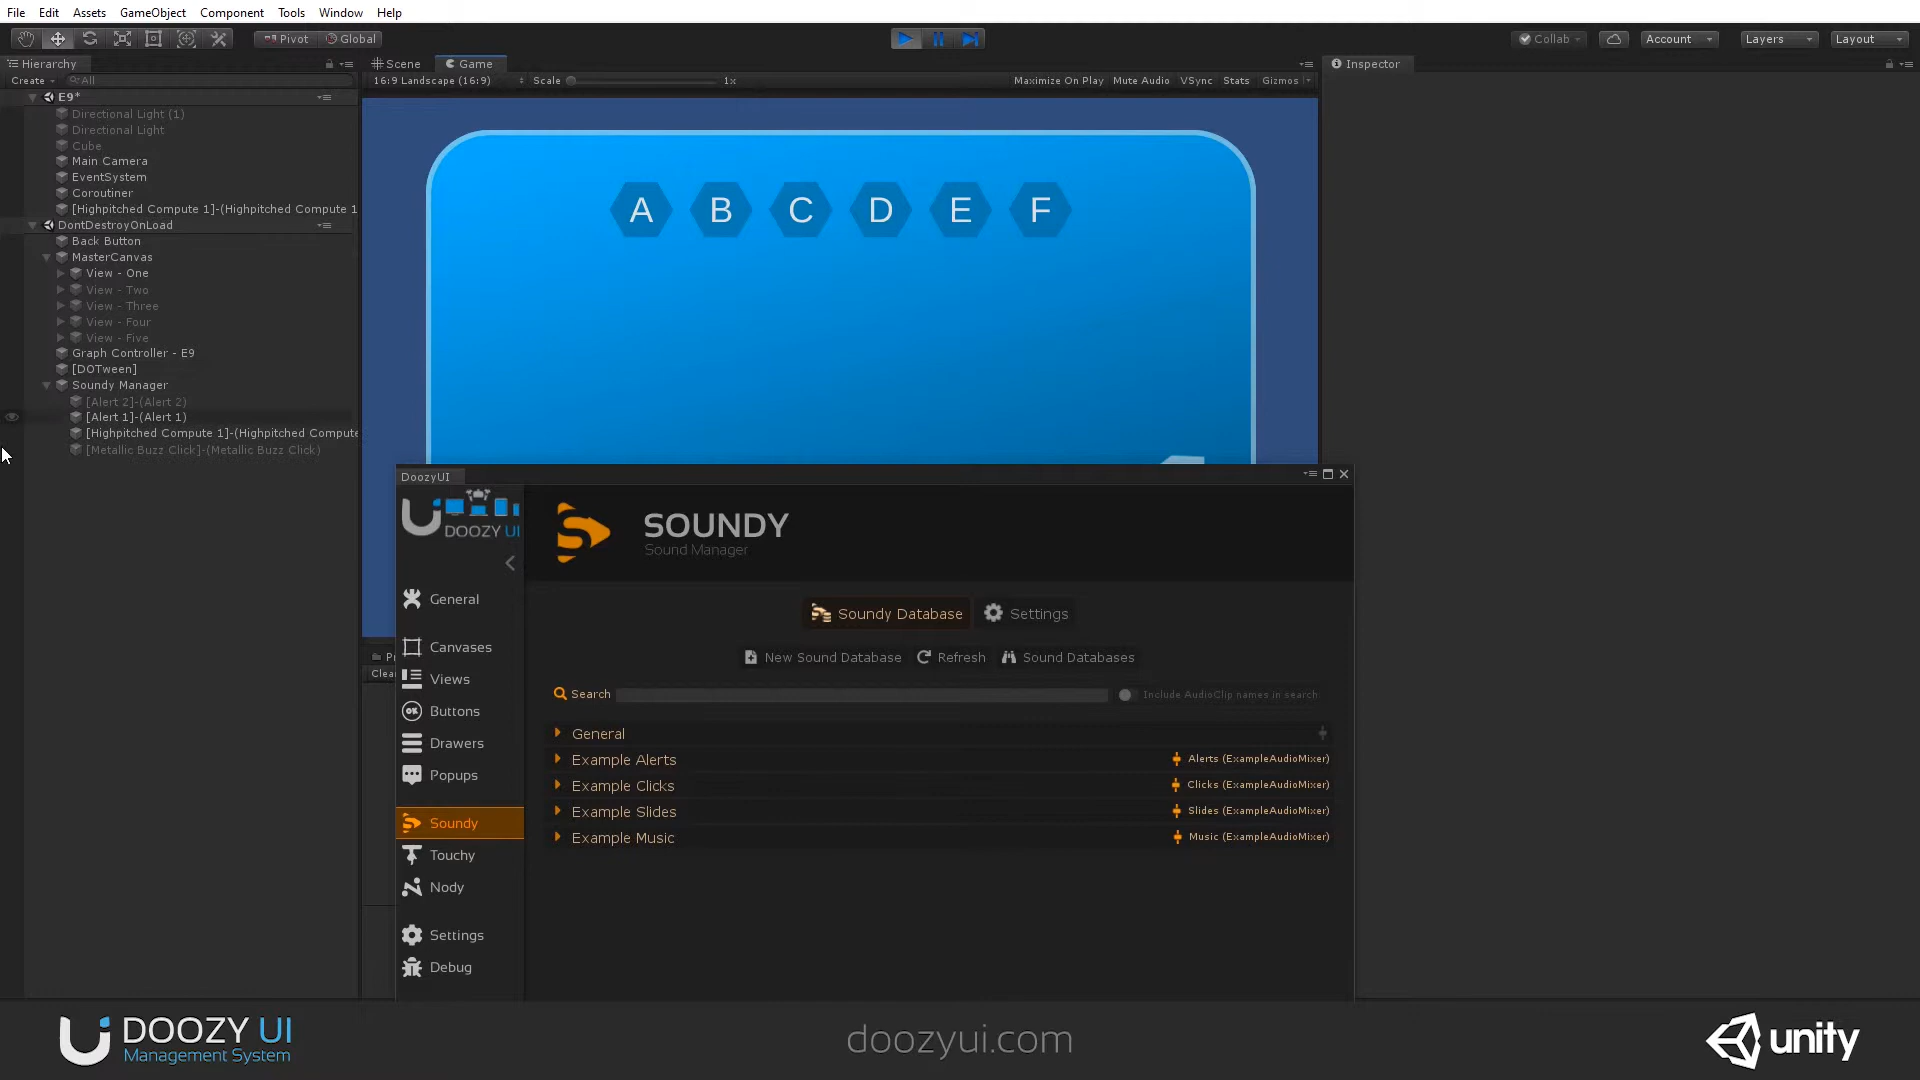 File Edit Assets GameObject Component Tools Window Help
Pivot Global Collab Account Layers Layout
Hierarchy Scene Game Inspector
Create All 16:9 Landscape (16:9) Scale 1x Maximize On Play Mute Audio VSync Stats Gizmos
E9*
Directional Light (1)
Directional Light
Cube
Main Camera
EventSystem
Coroutiner
[Highpitched Compute 1]-(Highpitched Compute 1
DontDestroyOnLoad
Back Button
MasterCanvas
View - One
View - Two
View - Three
View - Four
View - Five
Graph Controller - E9
[DOTween]
Soundy Manager
[Alert 2]-(Alert 2)
[Alert 1]-(Alert 1)
[Highpitched Compute 1]-(Highpitched Compute
[Metallic Buzz Click]-(Metallic Buzz Click)
A B C D E F
DoozyUI
DOOZY UI
General
Canvases
Views
Buttons
Drawers
Popups
Soundy
Touchy
Nody
Settings
Debug
SOUNDY
Sound Manager
Soundy Database Settings
New Sound Database Refresh Sound Databases
Search Include AudioClip names in search
General
Example Alerts Alerts (ExampleAudioMixer)
Example Clicks Clicks (ExampleAudioMixer)
Example Slides Slides (ExampleAudioMixer)
Example Music Music (ExampleAudioMixer)
DOOZY UI
Management System
doozyui.com
unity